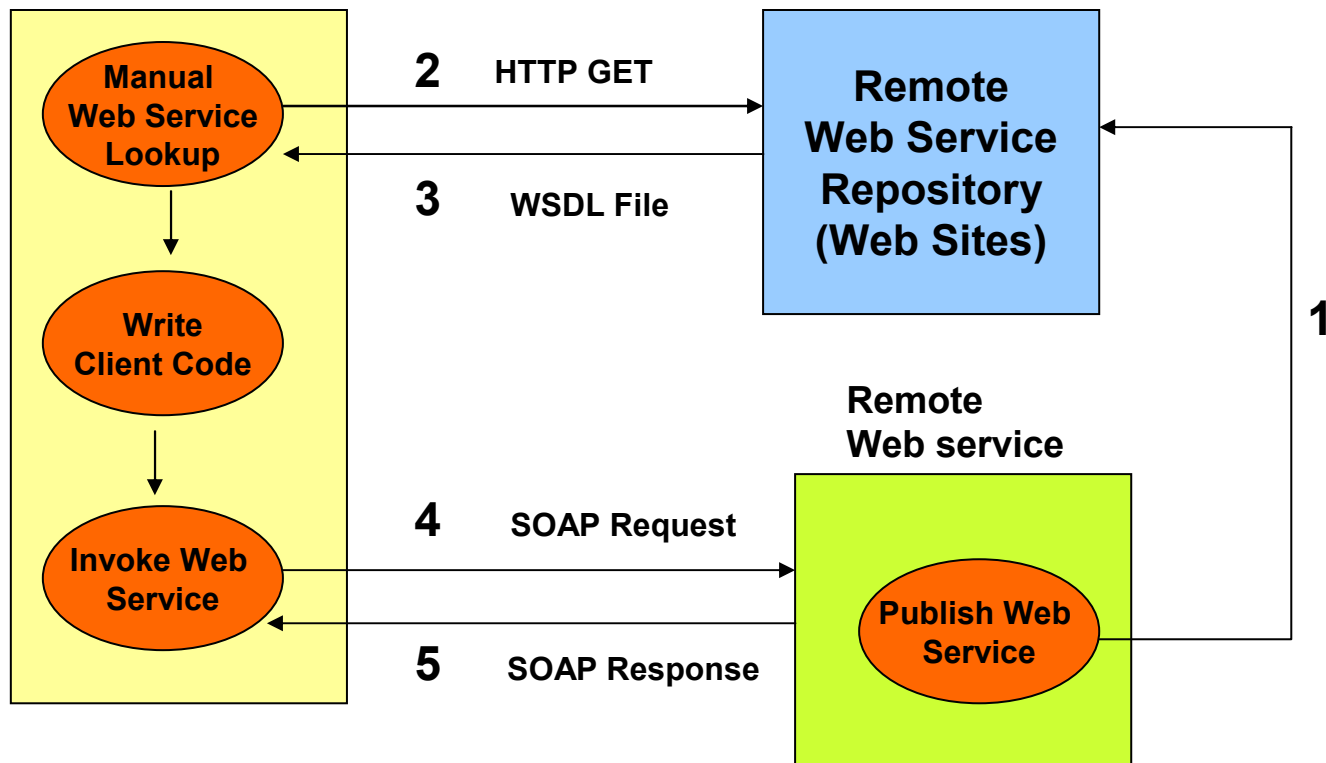 Manual
Web Service
Lookup
2 HTTP GET
3 WSDL File
Remote
Web Service
Repository
(Web Sites)
1
Write
Client Code
Remote
Web service
Invoke Web
Service
4 SOAP Request
5 SOAP Response
Publish Web
Service